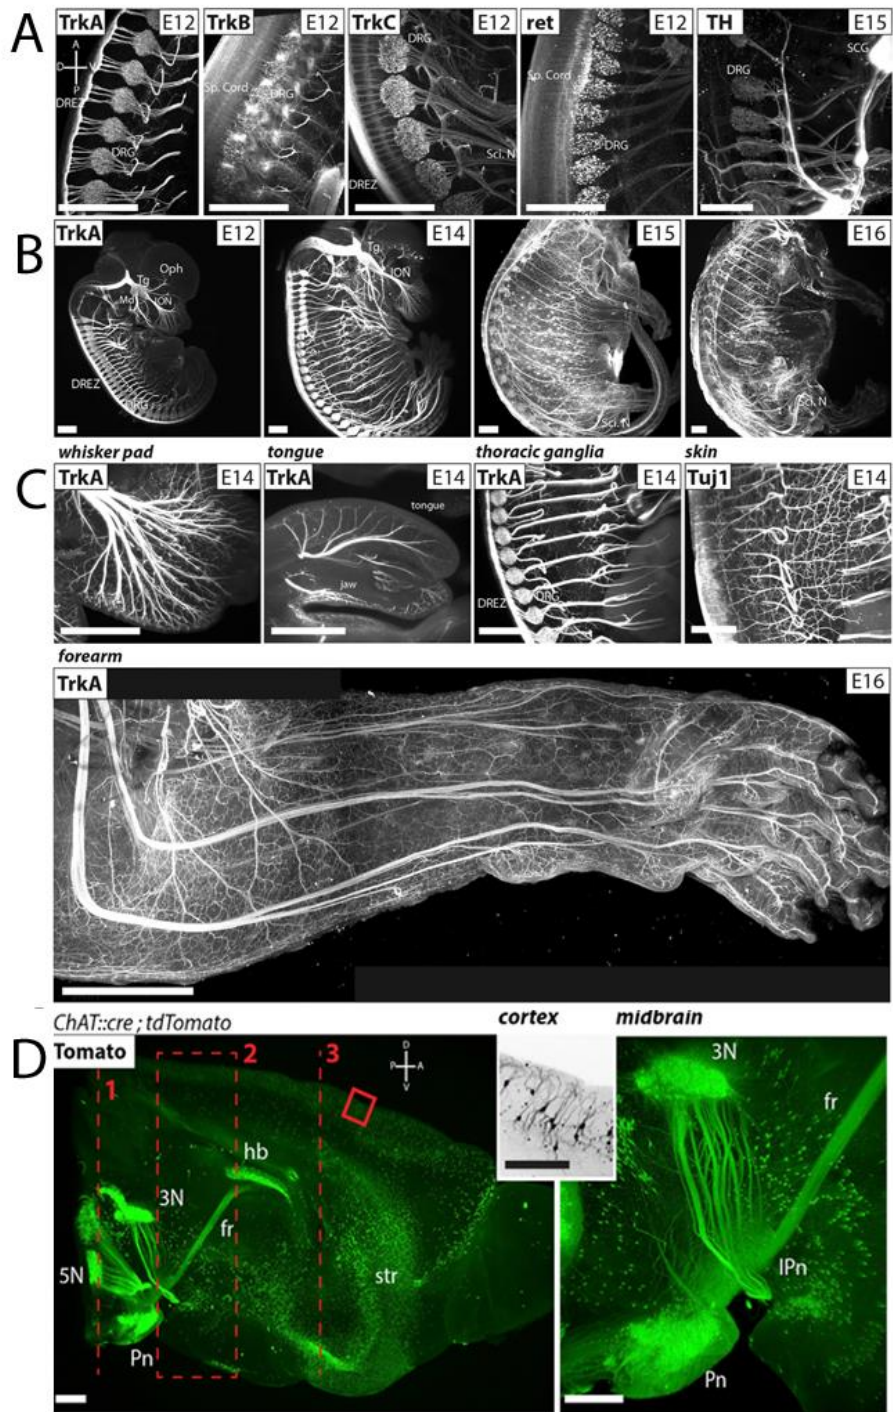 A
TrkA E12 TrkB E12 TrkC E12 ret E12 TH E15
A
D V
P
DREZ
DRG
Sp. Cord
DRG
DRG
Sci. N
DREZ
Sp. Cord
DRG
SCG
DRG
B
TrkA E12 E14 E15 E16
Oph
Tg
Md
ION
DREZ
DRG
Tg
ION
Sci. N
Sci. N
whisker pad tongue thoracic ganglia skin
C
TrkA E14 TrkA E14 TrkA E14 Tuj1 E14
tongue
jaw
DREZ
DRG
forearm
TrkA E16
ChAT::cre ; tdTomato cortex midbrain
D
Tomato
1 2 3
D
P A
V
hb
3N
fr
5N
str
Pn
3N
fr
IPn
Pn